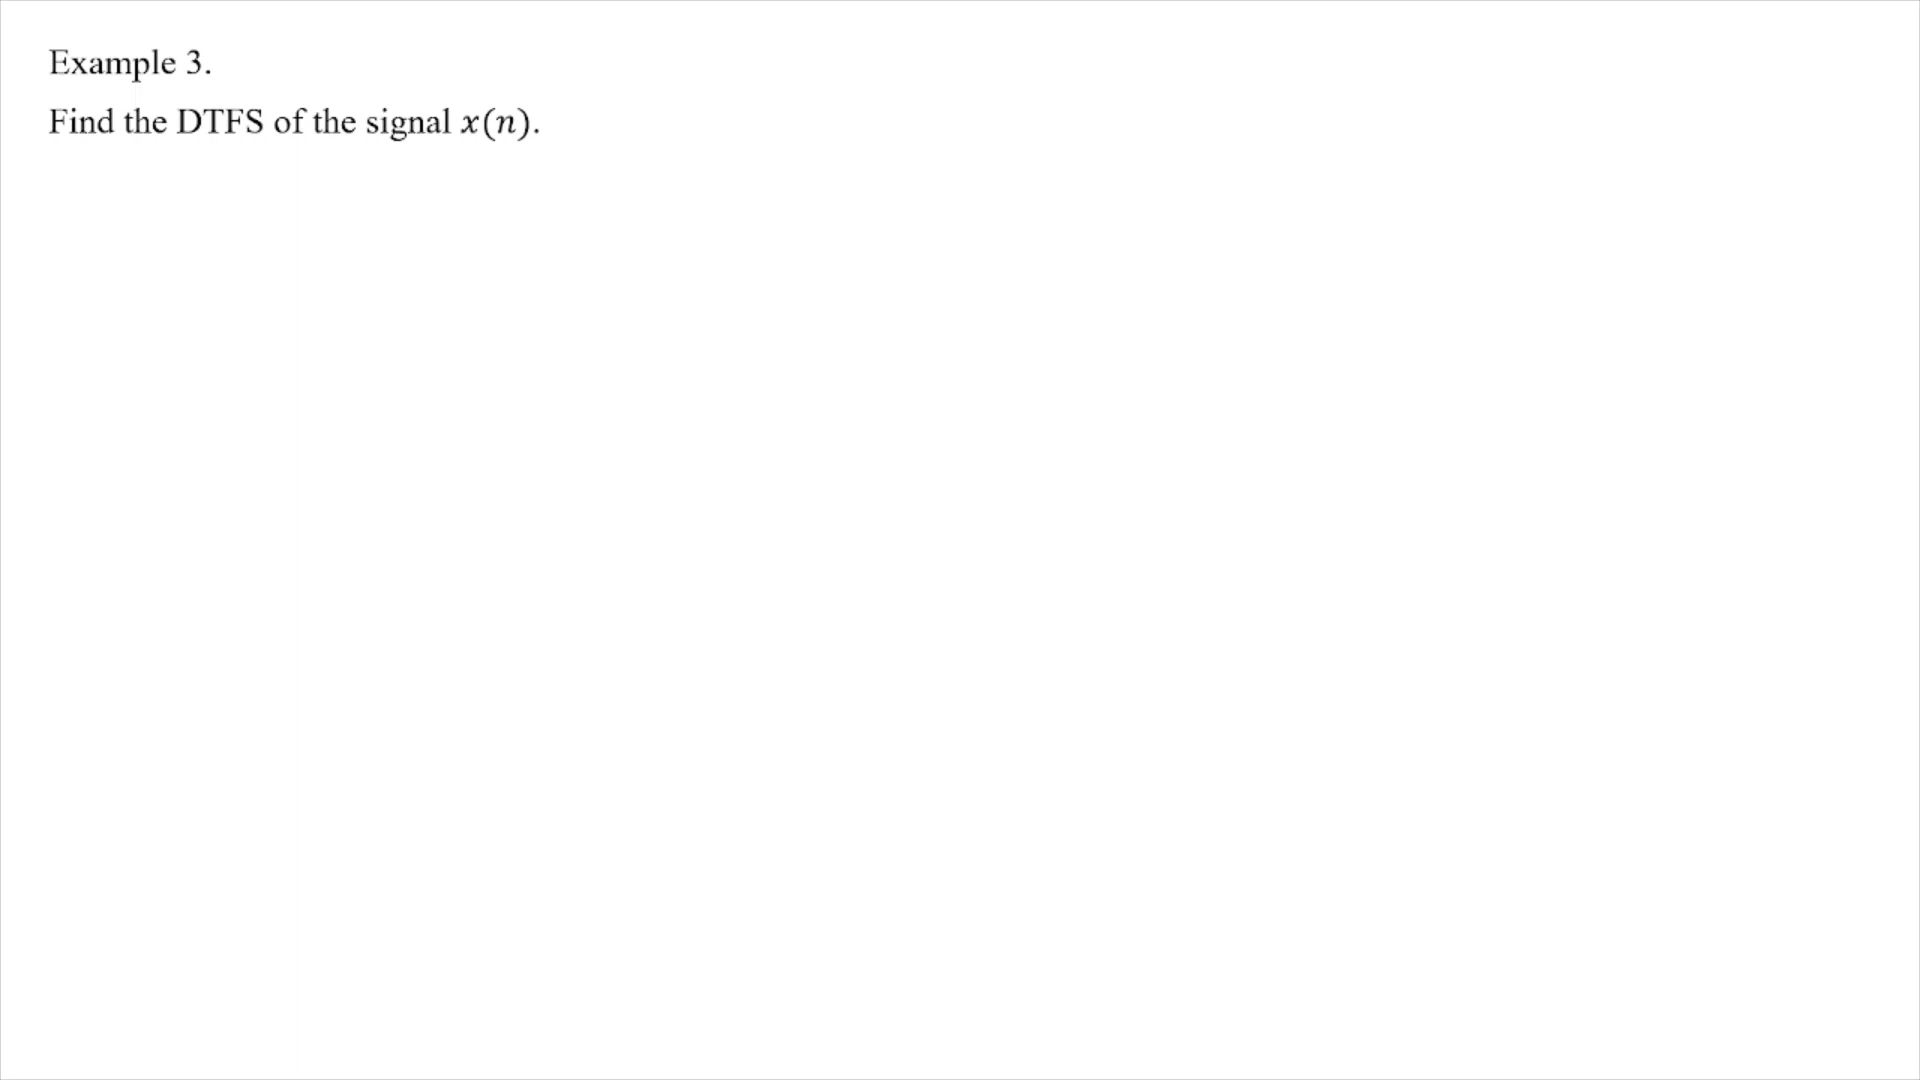 Example 3.
Find the DTFS of the signal x(n).